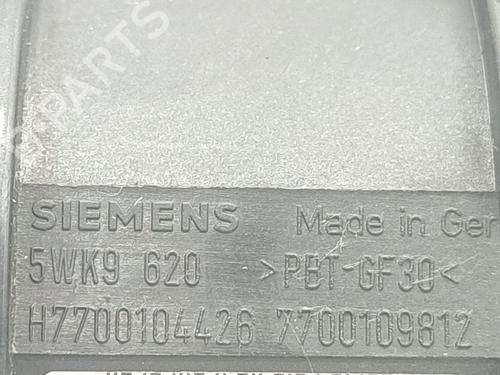 SIEMENS Made in Ger
5WK9 620 >PBT-GF30<
H7700104426 7700109812